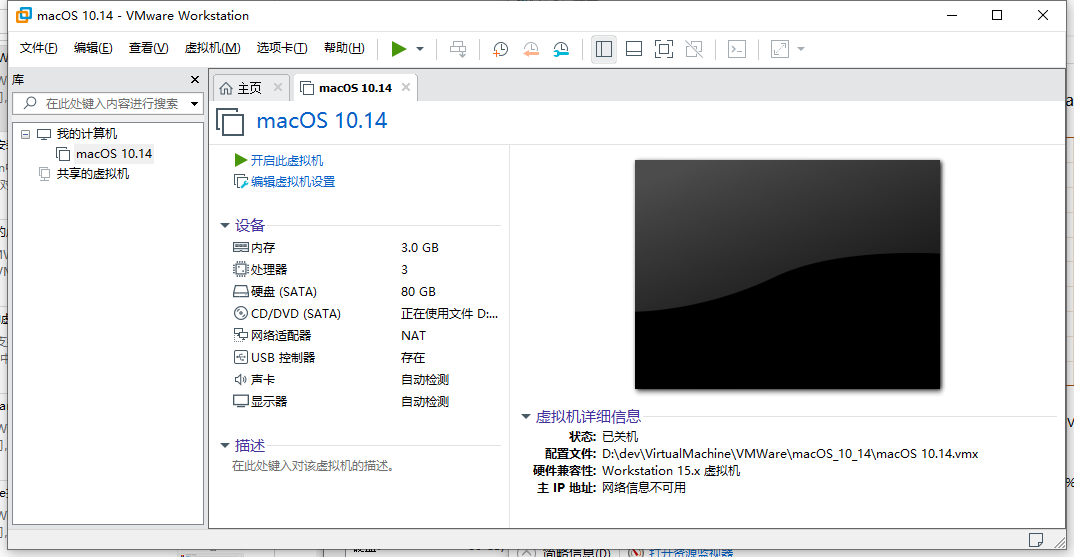 macOS 10.14 - VMware Workstation
文件(F) 编辑(E) 查看(V) 虚拟机(M) 选项卡(T) 帮助(H)
库
在此处键入内容进行搜索
我的计算机
macOS 10.14
共享的虚拟机
主页 macOS 10.14
macOS 10.14
开启此虚拟机
编辑虚拟机设置
设备
内存 3.0 GB
处理器 3
硬盘 (SATA) 80 GB
CD/DVD (SATA) 正在使用文件 D:...
网络适配器 NAT
USB 控制器 存在
声卡 自动检测
显示器 自动检测
描述
在此处键入对该虚拟机的描述。
虚拟机详细信息
状态: 已关机
配置文件: D:\dev\VirtualMachine\VMWare\macOS_10_14\macOS 10.14.vmx
硬件兼容性: Workstation 15.x 虚拟机
主 IP 地址: 网络信息不可用